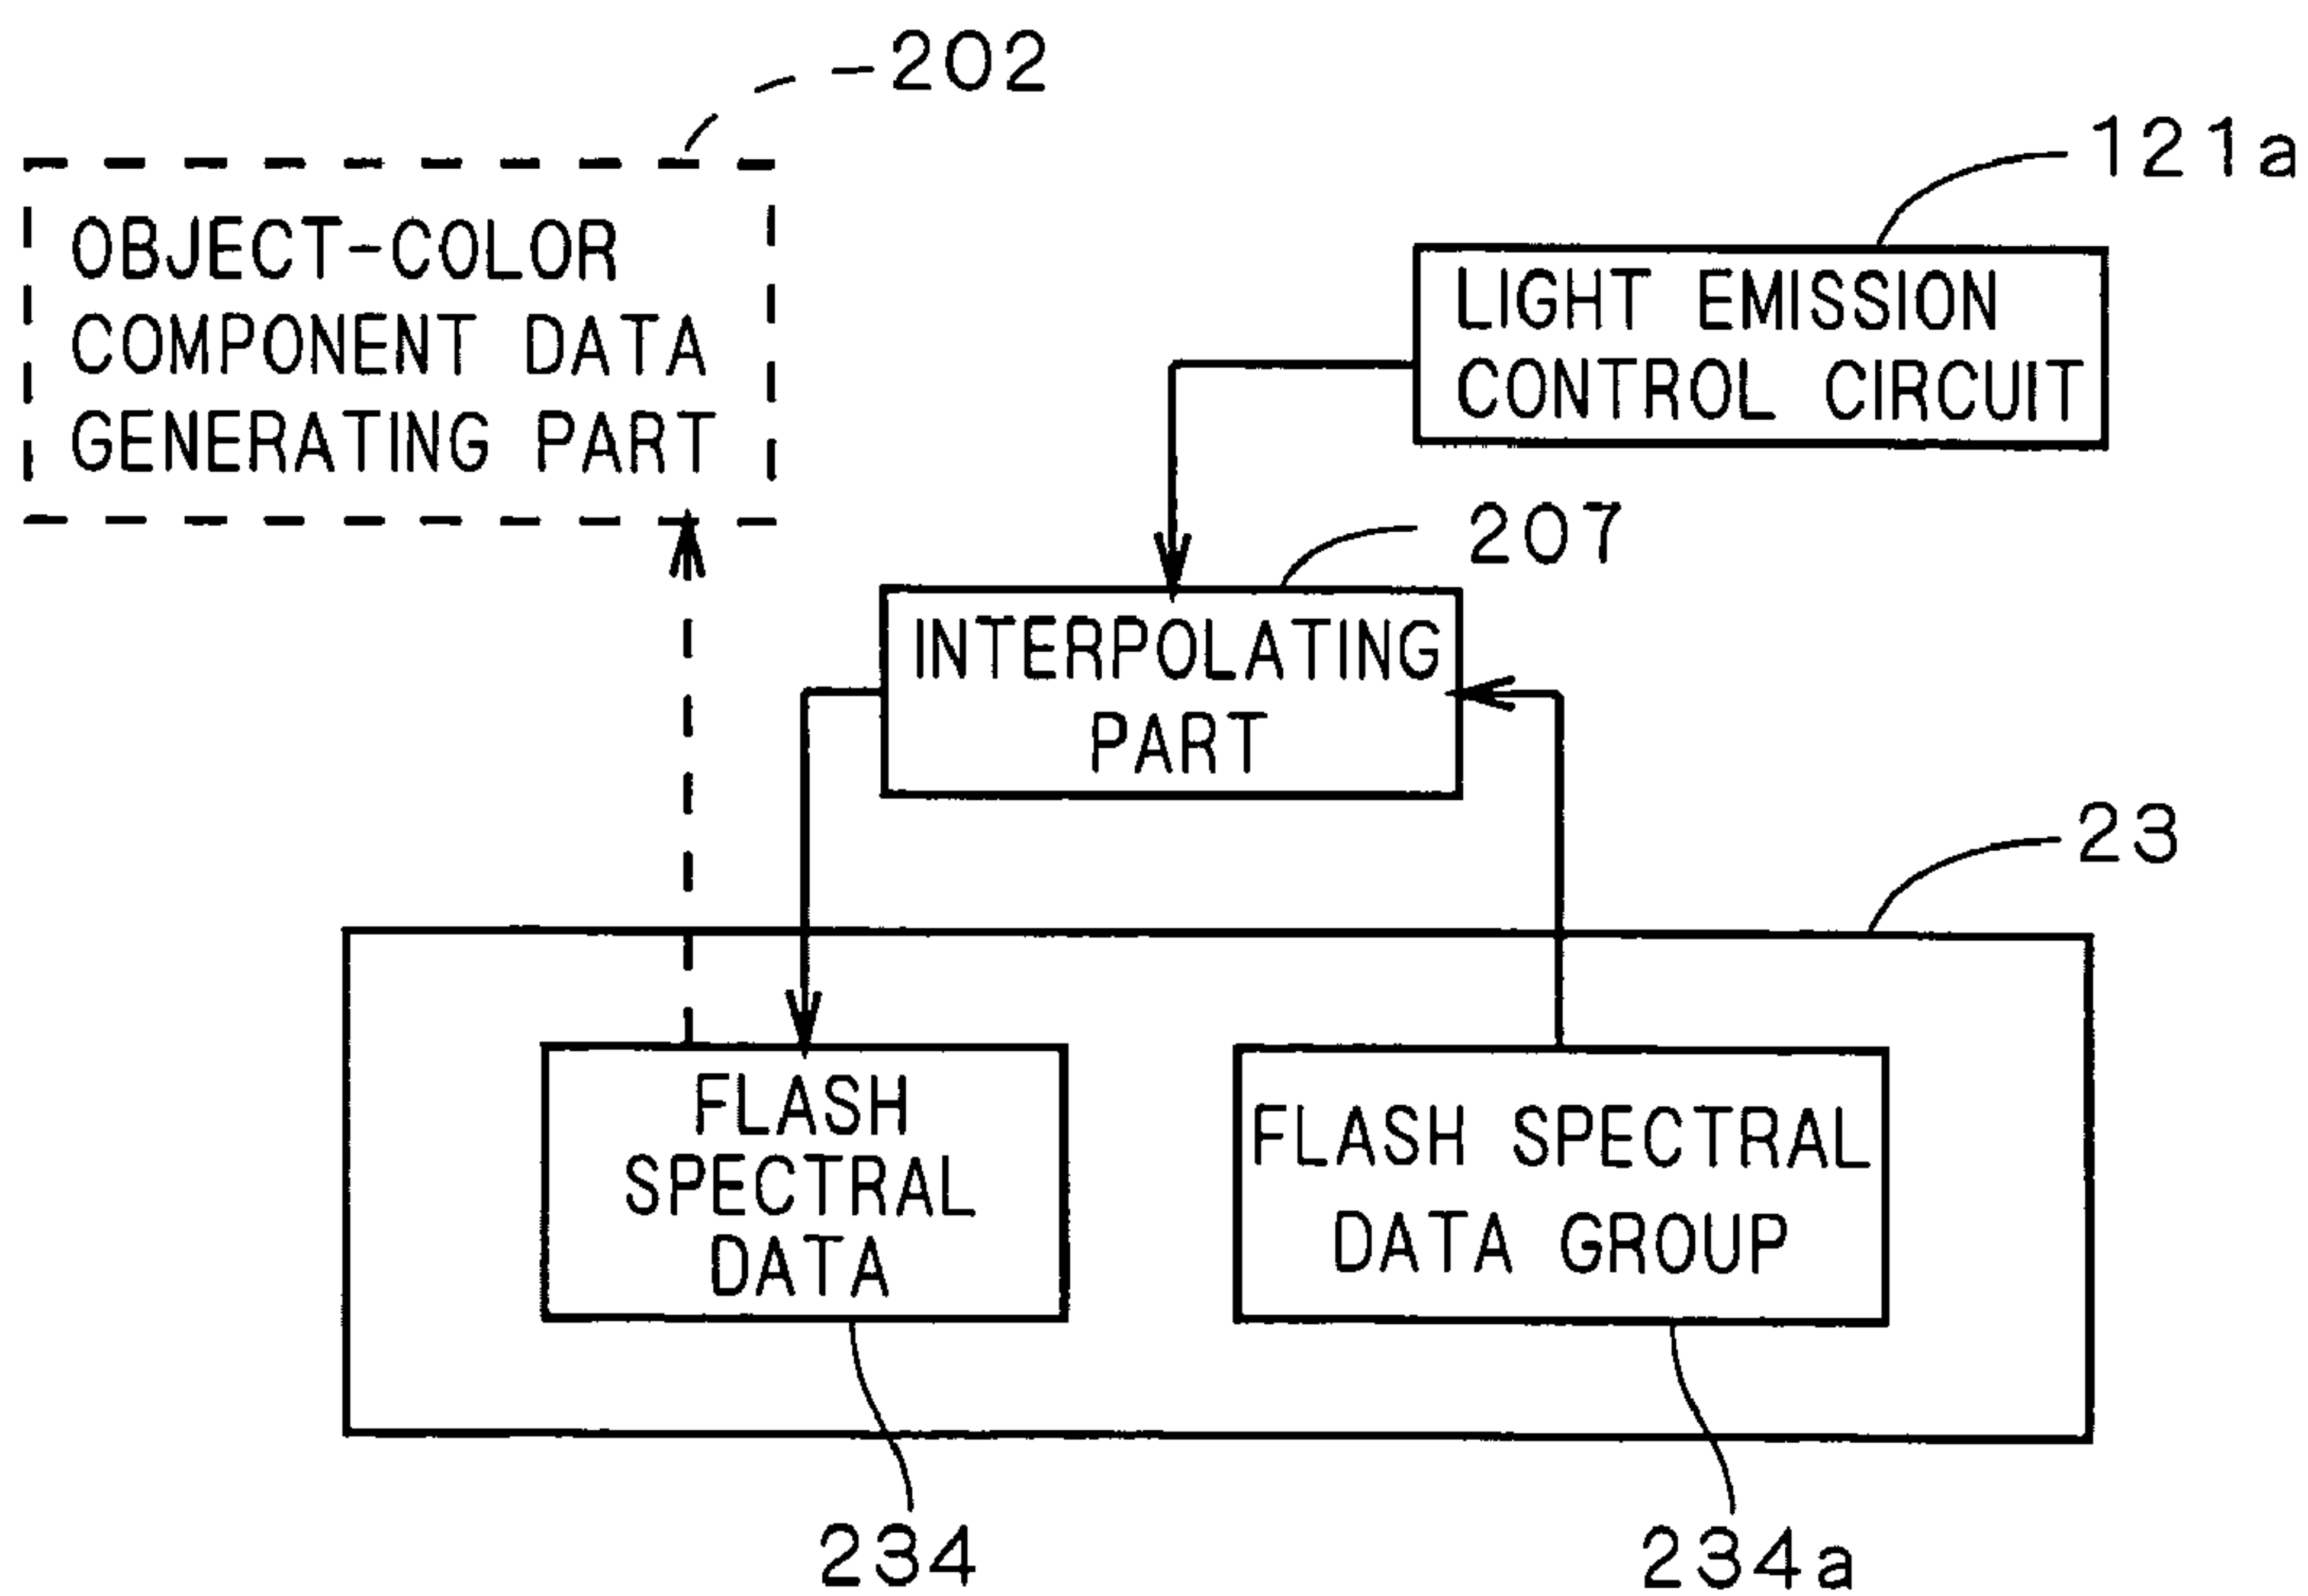 202
OBJECT-COLOR
COMPONENT DATA
GENERATING PART
121a
LIGHT EMISSION
CONTROL CIRCUIT
207
INTERPOLATING
PART
23
FLASH
SPECTRAL
DATA
FLASH SPECTRAL
DATA GROUP
234
234a